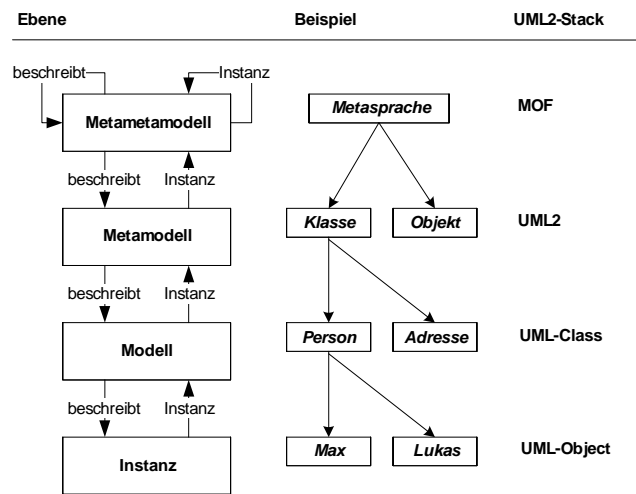 Ebene Beispiel UML2-Stack
beschreibt Instanz
Metametamodell Metasprache MOF
beschreibt Instanz
Metamodell Klasse Objekt UML2
beschreibt Instanz
Modell Person Adresse UML-Class
beschreibt Instanz
Instanz Max Lukas UML-Object